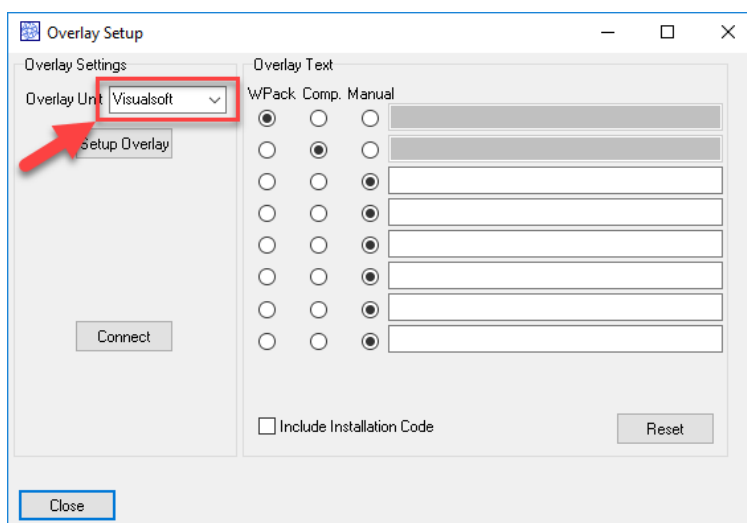 Overlay Setup
Overlay Settings
Overlay Unit Visualsoft
Setup Overlay
Connect
Overlay Text
WPack Comp. Manual
Include Installation Code
Reset
Close